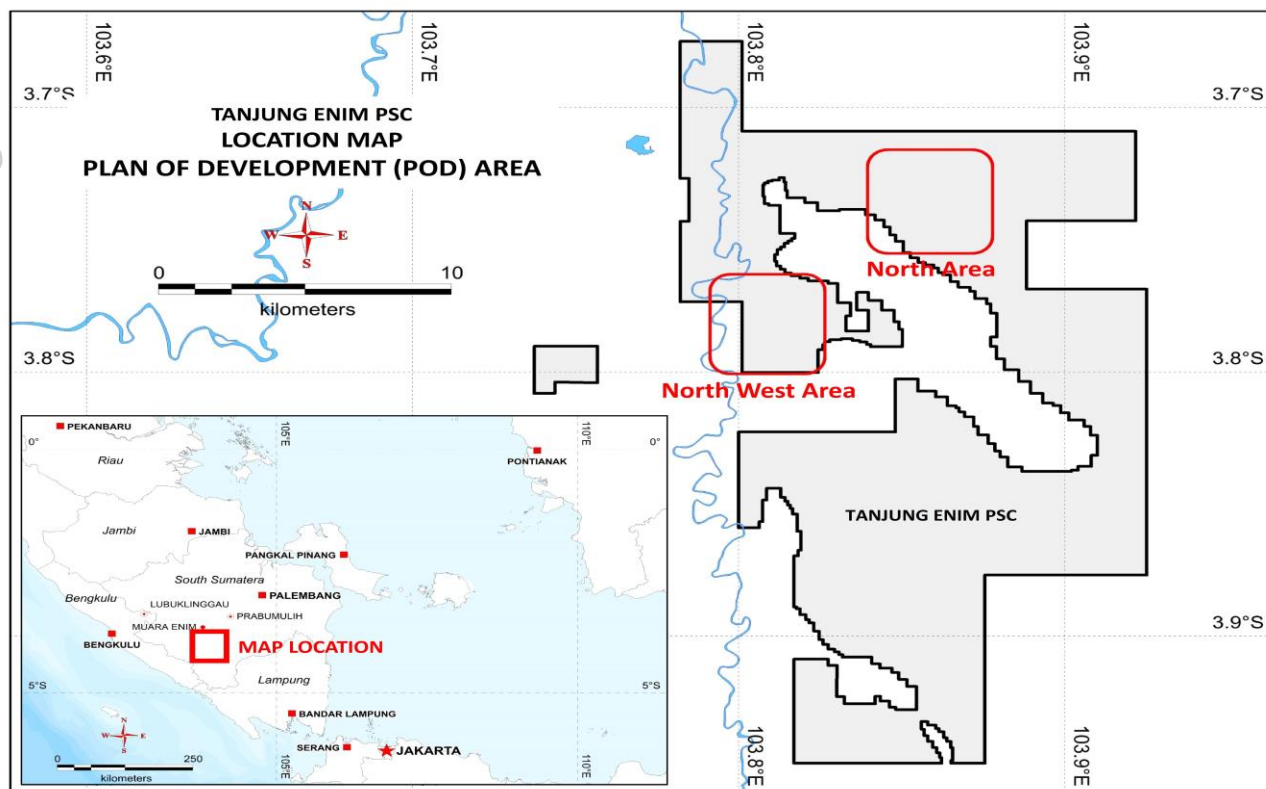 103.6°E
103.7°E
103.8°E
103.9°E
3.7°S
3.7°S
TANJUNG ENIM PSC
LOCATION MAP
PLAN OF DEVELOPMENT (POD) AREA
N
W
E
S
0
10
kilometers
North Area
3.8°S
3.8°S
North West Area
TANJUNG ENIM PSC
3.9°S
103.8°E
103.9°E
PEKANBARU
0°
105°E
110°E
0°
Riau
PONTIANAK
Jambi
JAMBI
PANGKAL PINANG
South Sumatera
Bengkulu
PALEMBANG
LUBUKLINGGAU
PRABUMULIH
MUARA ENIM
BENGKULU
MAP LOCATION
Lampung
5°S
5°S
BANDAR LAMPUNG
N
W
E
S
SERANG
JAKARTA
0
250
kilometers
105°E
110°E